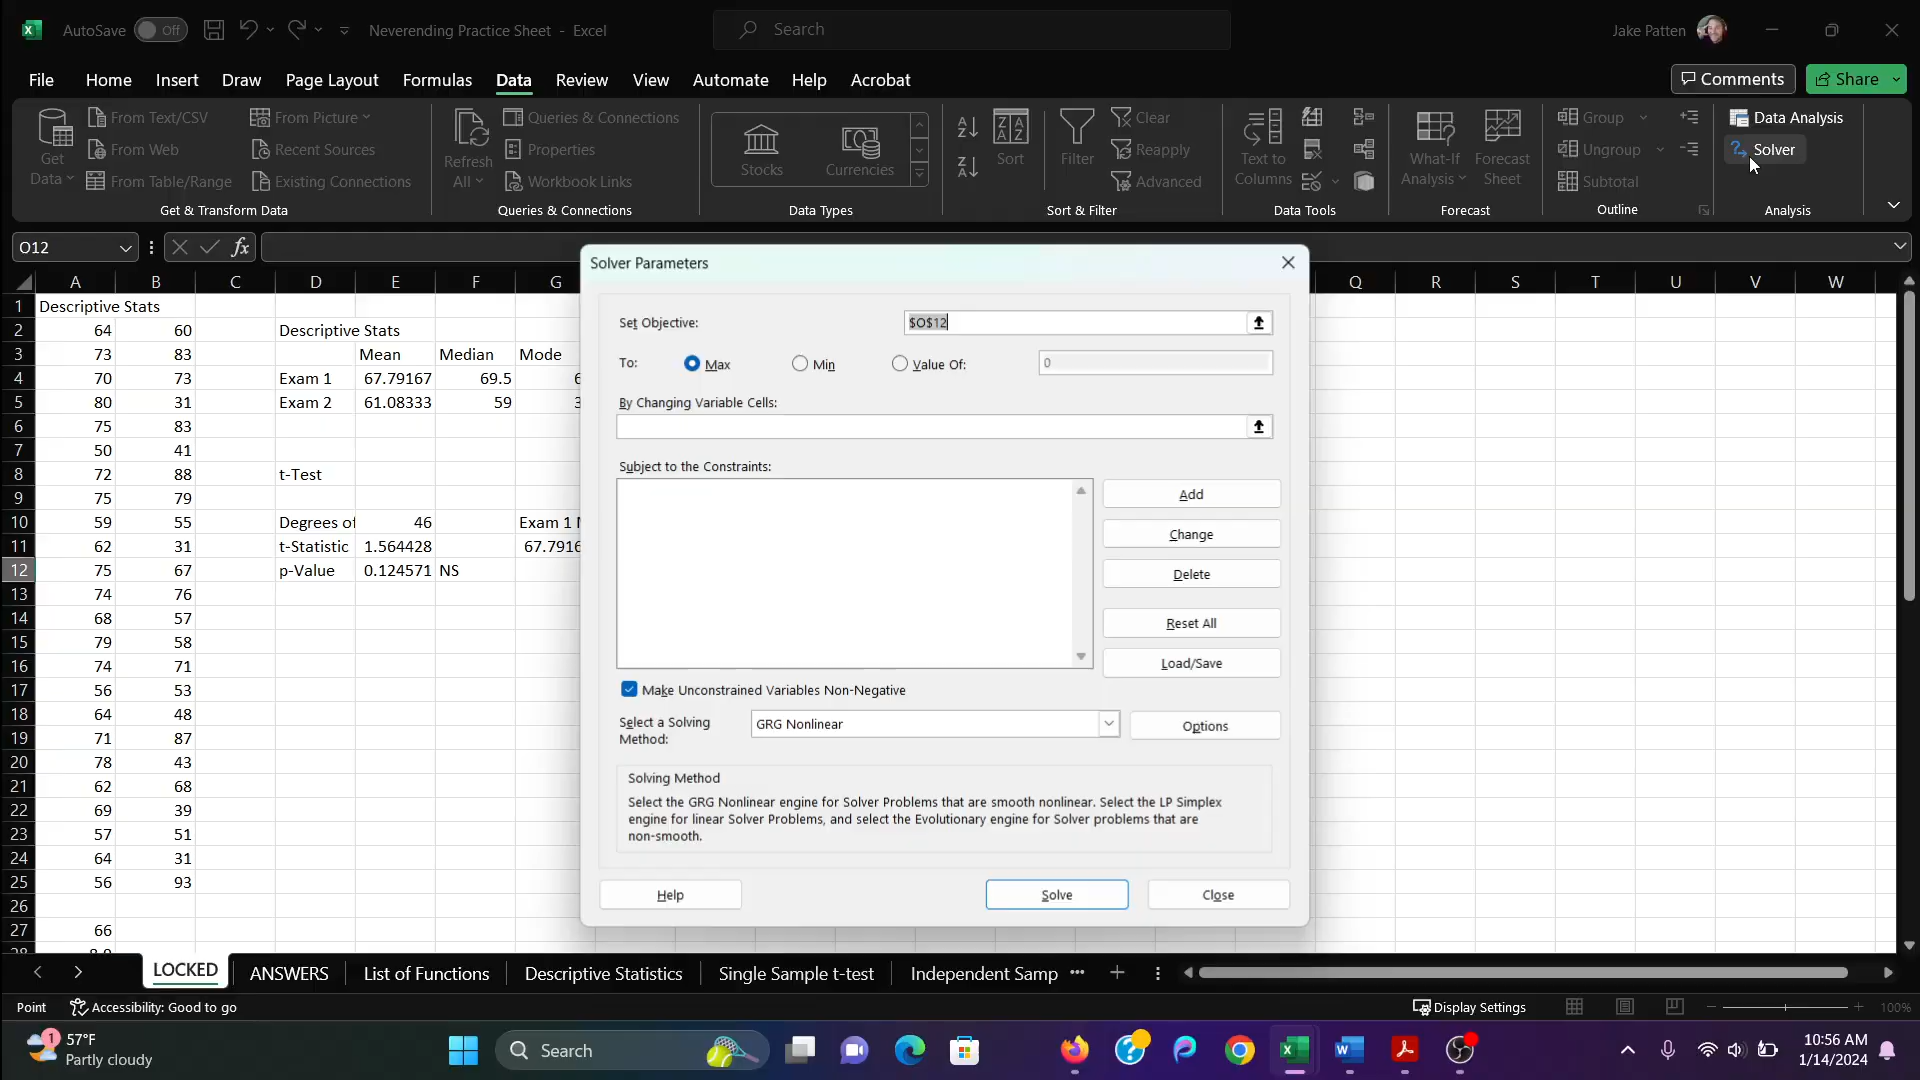 AutoSave Off Neverending Practice Sheet - Excel Search Jake Patten
File Home Insert Draw Page Layout Formulas Data Review View Automate Help Acrobat Comments Share
Get Data
From Text/CSV
From Web
From Table/Range
From Picture
Recent Sources
Existing Connections
Get & Transform Data
Refresh All
Queries & Connections
Properties
Workbook Links
Queries & Connections
Stocks
Currencies
Data Types
Sort
Filter
Clear
Reapply
Advanced
Sort & Filter
Text to Columns
Data Tools
What-If Analysis
Forecast Sheet
Forecast
Group
Ungroup
Subtotal
Outline
Data Analysis
Solver
Analysis
O12 fx
A B C D E F G Q R S T U V W
1 Descriptive Stats
2 64 60 Descriptive Stats
3 73 83 Mean Median Mode
4 70 73 Exam 1 67.79167 69.5
5 80 31 Exam 2 61.08333 59
6 75 83
7 50 41
8 72 88 t-Test
9 75 79
10 59 55 Degrees of 46 Exam 1
11 62 31 t-Statistic 1.564428 67.7916
12 75 67 p-Value 0.124571 NS
13 74 76
14 68 57
15 79 58
16 74 71
17 56 53
18 64 48
19 71 87
20 78 43
21 62 68
22 69 39
23 57 51
24 64 31
25 56 93
26
27 66
Solver Parameters
Set Objective: $O$12
To: Max Min Value Of: 0
By Changing Variable Cells:
Subject to the Constraints:
Add
Change
Delete
Reset All
Load/Save
Make Unconstrained Variables Non-Negative
Select a Solving Method: GRG Nonlinear Options
Solving Method
Select the GRG Nonlinear engine for Solver Problems that are smooth nonlinear. Select the LP Simplex
engine for linear Solver Problems, and select the Evolutionary engine for Solver problems that are
non-smooth.
Help Solve Close
LOCKED ANSWERS List of Functions Descriptive Statistics Single Sample t-test Independent Samp
Point Accessibility: Good to go Display Settings 100%
1 57°F
Partly cloudy
Search
10:56 AM
1/14/2024